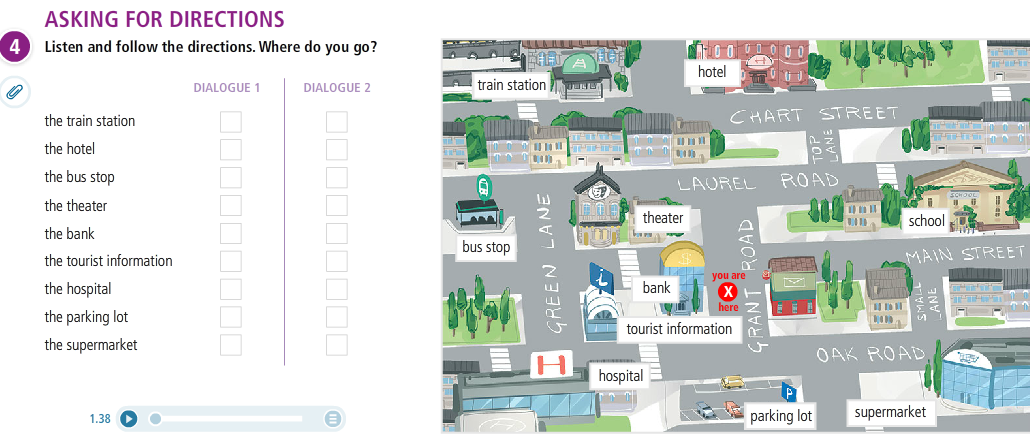 ASKING FOR DIRECTIONS
4
Listen and follow the directions. Where do you go?
DIALOGUE 1
DIALOGUE 2
the train station
the hotel
the bus stop
the theater
the bank
the tourist information
the hospital
the parking lot
the supermarket
1.38
train station
H
hotel
CHART STREET
TOP LANE
LAUREL ROAD
bus stop
GREEN LANE
theater
GRANT ROAD
SCHOOL
school
MAIN STREET
$
bank
you are
X
here
i
tourist information
SMALL LANE
OAK ROAD
H
hospital
P
parking lot
supermarket